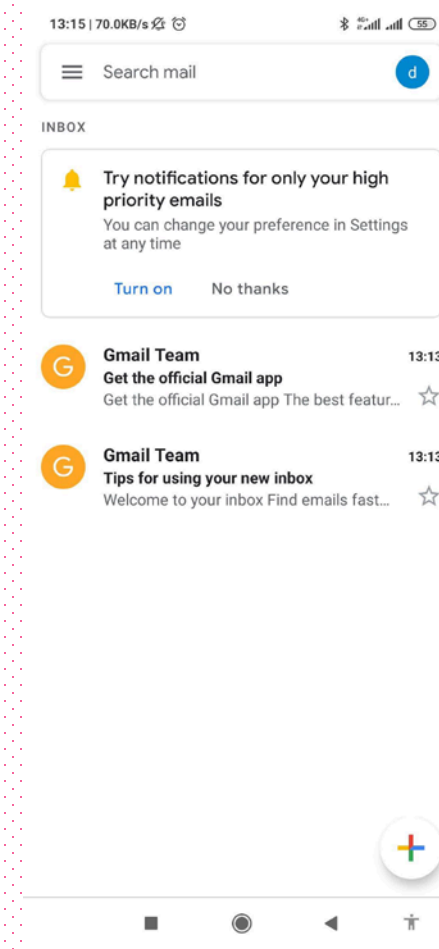 13:15 | 70.0KB/s
4G+
55
Search mail
d
INBOX
Try notifications for only your high
priority emails
You can change your preference in Settings
at any time
Turn on No thanks
G
Gmail Team 13:13
Get the official Gmail app
Get the official Gmail app The best featur...
G
Gmail Team 13:13
Tips for using your new inbox
Welcome to your inbox Find emails fast...